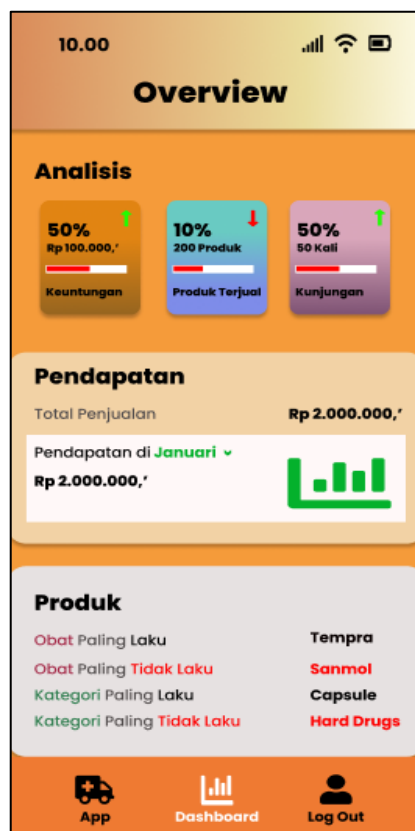 10.00
Overview
Analisis
50%
Rp 100.000,'
Keuntungan
10%
200 Produk
Produk Terjual
50%
50 Kali
Kunjungan
Pendapatan
Total Penjualan Rp 2.000.000,'
Pendapatan di Januari
Rp 2.000.000,'
Produk
Obat Paling Laku Tempra
Obat Paling Tidak Laku Sanmol
Kategori Paling Laku Capsule
Kategori Paling Tidak Laku Hard Drugs
App Dashboard Log Out